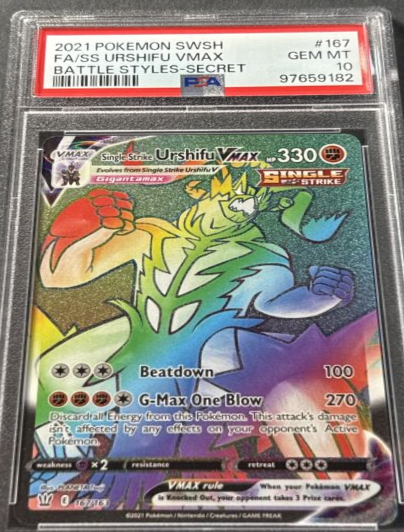 2021 POKEMON SWSH #167
FA/SS URSHIFU VMAX GEM MT
BATTLE STYLES-SECRET 10
PSA 97659182
VMAX Single Strike Urshifu VMAX HP 330
Evolves from Single Strike Urshifu V
Gigantamax
SINGLE STRIKE
Beatdown 100
G-Max One Blow 270
Discard all Energy from this Pokémon. This attack's damage
isn't affected by any effects on your opponent's Active
Pokémon.
weakness ×2 resistance retreat
Illus. PLANETA Tsuji
VMAX rule When your Pokémon VMAX
is Knocked Out, your opponent takes 3 Prize cards.
E 167/163
©2021 Pokémon / Nintendo / Creatures / GAME FREAK